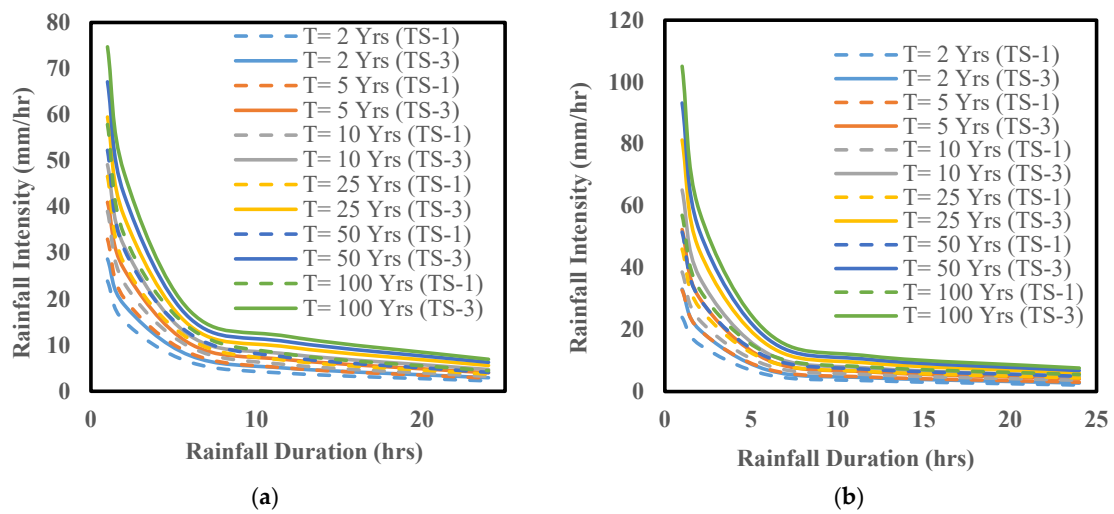 80
70
60
50
40
30
20
10
0
0
10
20
Rainfall Intensity (mm/hr)
Rainfall Duration (hrs)
T= 2 Yrs (TS-1)
T= 2 Yrs (TS-3)
T= 5 Yrs (TS-1)
T= 5 Yrs (TS-3)
T= 10 Yrs (TS-1)
T= 10 Yrs (TS-3)
T= 25 Yrs (TS-1)
T= 25 Yrs (TS-3)
T= 50 Yrs (TS-1)
T= 50 Yrs (TS-3)
T= 100 Yrs (TS-1)
T= 100 Yrs (TS-3)
(a)
120
100
80
60
40
20
0
0
5
10
15
20
25
Rainfall Intensity (mm/hr)
Rainfall Duration (hrs)
T= 2 Yrs (TS-1)
T= 2 Yrs (TS-3)
T= 5 Yrs (TS-1)
T= 5 Yrs (TS-3)
T= 10 Yrs (TS-1)
T= 10 Yrs (TS-3)
T= 25 Yrs (TS-1)
T= 25 Yrs (TS-3)
T= 50 Yrs (TS-1)
T= 50 Yrs (TS-3)
T= 100 Yrs (TS-1)
T= 100 Yrs (TS-3)
(b)